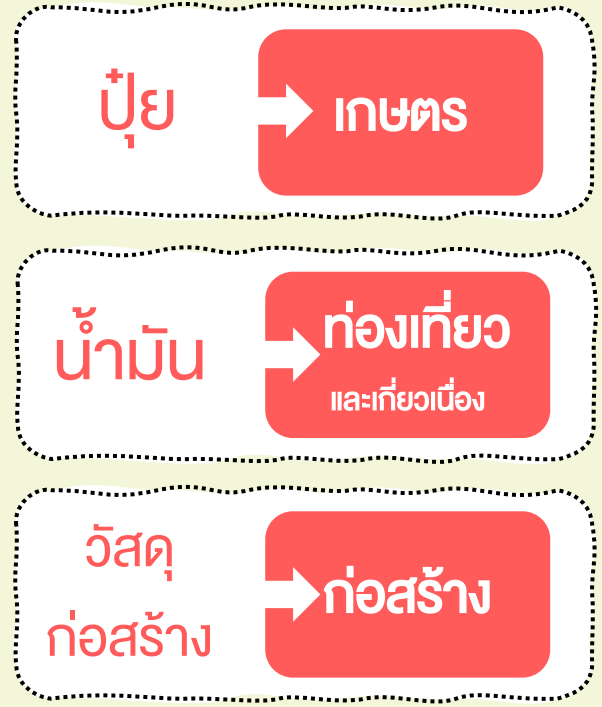 ปุ๋ย
เกษตร
น้ำมัน
ท่องเที่ยว
และเกี่ยวเนื่อง
วัสดุ
ก่อสร้าง
ก่อสร้าง